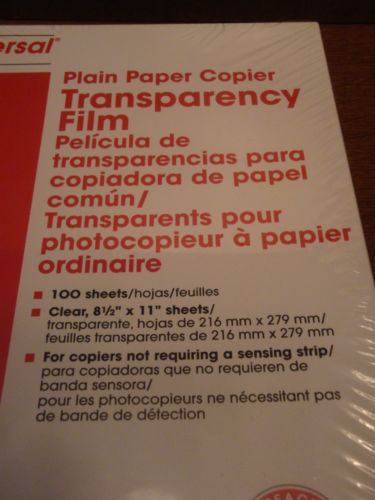 ersal®
Plain Paper Copier
Transparency
Film
Película de
transparencias para
copiadora de papel
común/
Transparents pour
photocopieur à papier
ordinaire
100 sheets/hojas/feuilles
Clear, 8½" x 11" sheets/
transparente, hojas de 216 mm x 279 mm/
feuilles transparentes de 216 mm x 279 mm
For copiers not requiring a sensing strip/
para copiadoras que no requieren de
banda sensora/
pour les photocopieurs ne nécessitant pas
de bande de détection